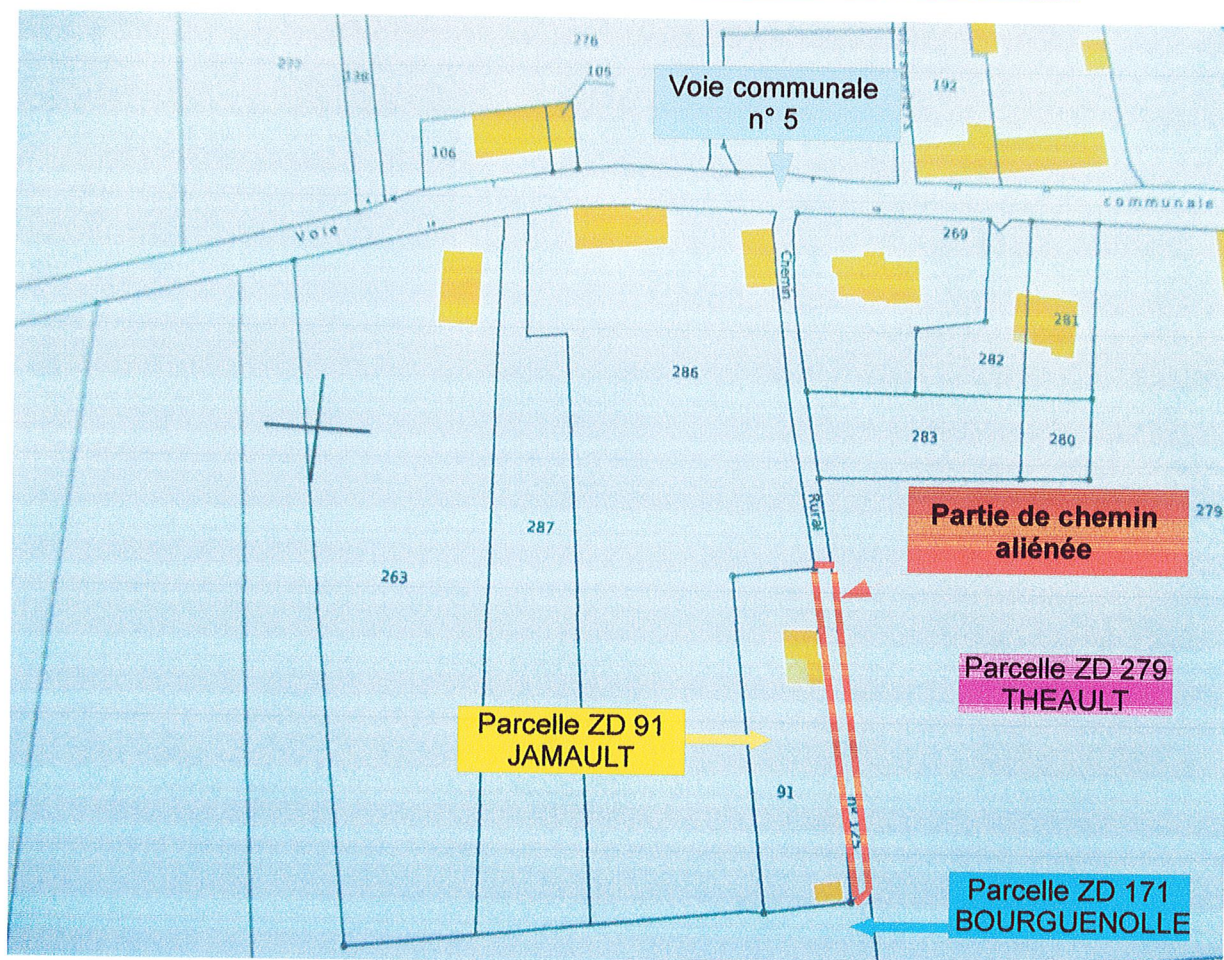 276
105
138
106
Voie communale
n° 5
192
communale
Voie
269
Chemin
281
282
286
283
280
Rural
279
Partie de chemin
aliénée
287
263
Parcelle ZD 279
THEAULT
Parcelle ZD 91
JAMAULT
91
n° 125
Parcelle ZD 171
BOURGUENOLLE